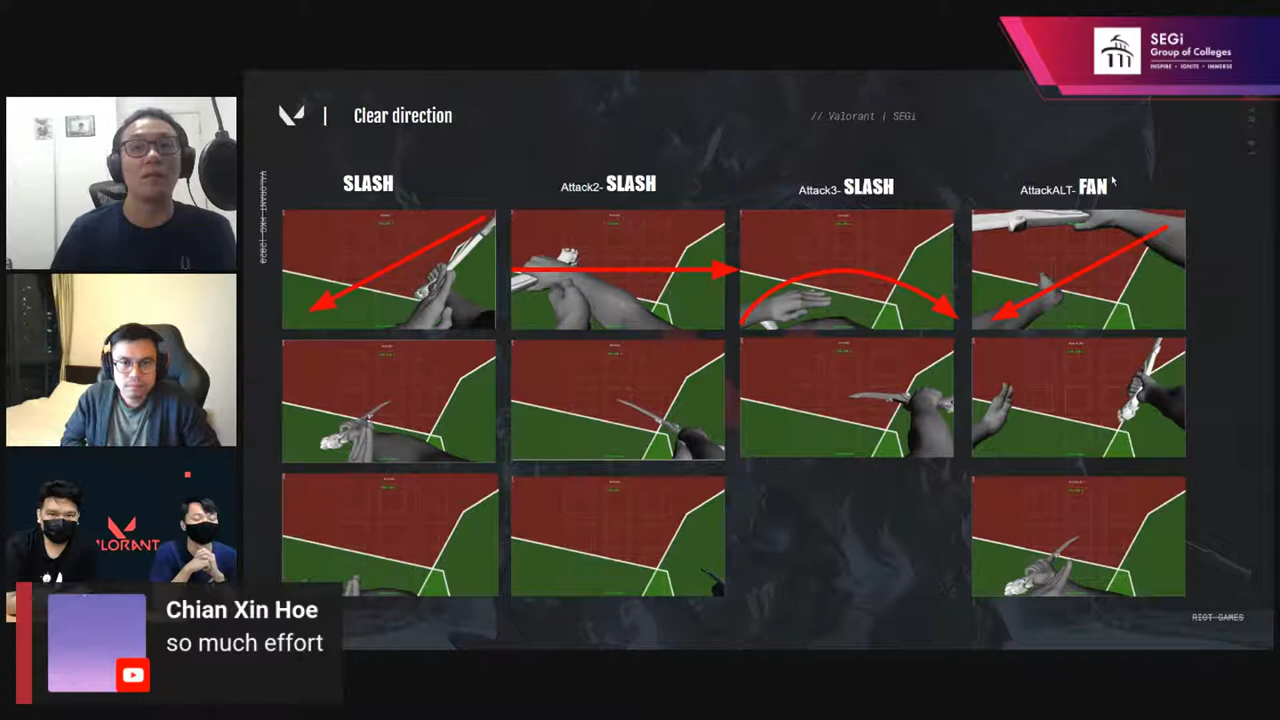 SEGi
Group of Colleges
INSPIRE • IGNITE • IMMERSE
Clear direction
// Valorant | SEGi
SLASH
Attack2- SLASH
Attack3- SLASH
AttackALT- FAN
'LORANT
RIOT GAMES
Chian Xin Hoe
so much effort